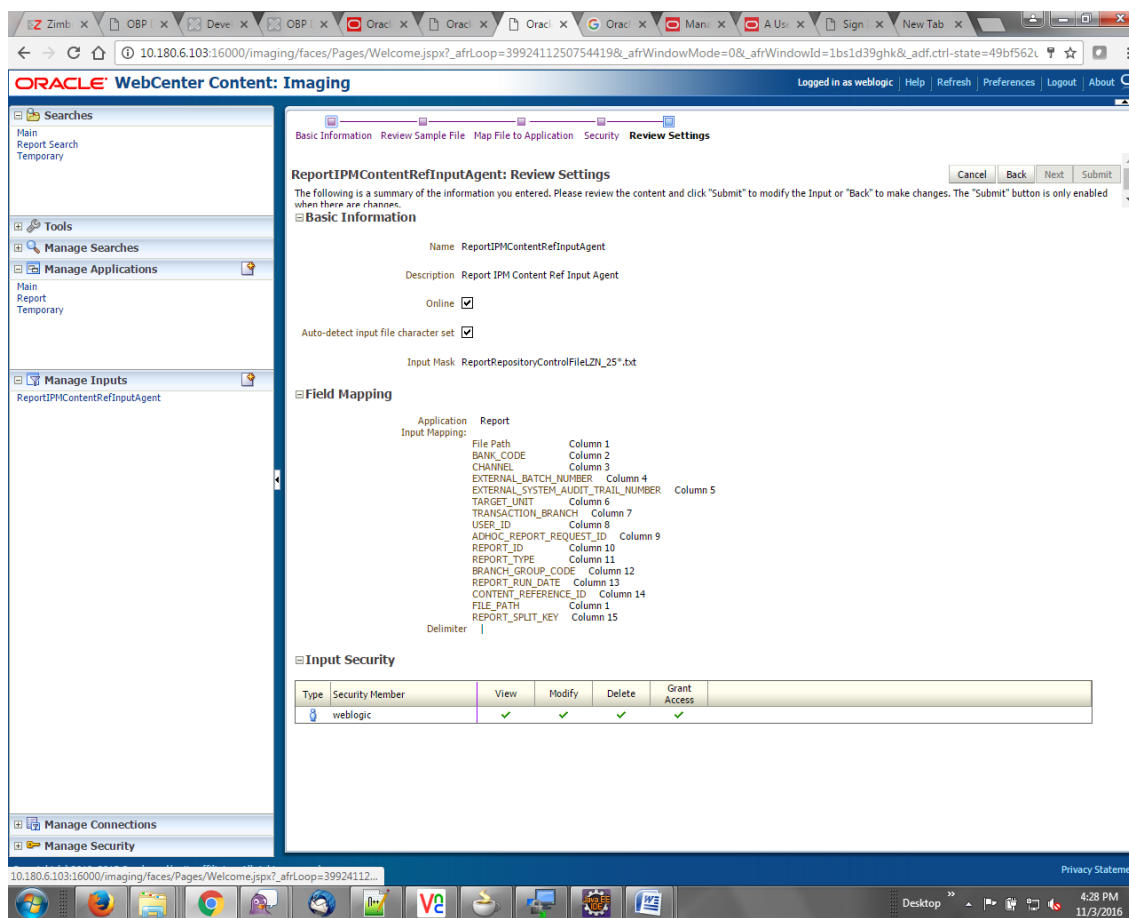 Zimb
OBP
Deve
OBP
Oracl
Oracl
Oracl
Oracl
Mana
A Use
Sign
New Tab
10.180.6.103:16000/imaging/faces/Pages/Welcome.jspx?_afrLoop=3992411250754419&_afrWindowMode=0&_afrWindowId=1bs1d39ghk&_adf.ctrl-state=49bf562
ORACLE WebCenter Content: Imaging
Logged in as weblogic Help Refresh Preferences Logout About
Searches
Main
Report Search
Temporary
Tools
Manage Searches
Manage Applications
Main
Report
Temporary
Manage Inputs
ReportIPMContentRefInputAgent
Manage Connections
Manage Security
Basic Information Review Sample File Map File to Application Security Review Settings
ReportIPMContentRefInputAgent: Review Settings
Cancel Back Next Submit
The following is a summary of the information you entered. Please review the content and click "Submit" to modify the Input or "Back" to make changes. The "Submit" button is only enabled
when there are changes.
Basic Information
Name ReportIPMContentRefInputAgent
Description Report IPM Content Ref Input Agent
Online
Auto-detect input file character set
Input Mask ReportRepositoryControlFileLZN_25*.txt
Field Mapping
Application Report
Input Mapping:
File Path Column 1
BANK_CODE Column 2
CHANNEL Column 3
EXTERNAL_BATCH_NUMBER Column 4
EXTERNAL_SYSTEM_AUDIT_TRAIL_NUMBER Column 5
TARGET_UNIT Column 6
TRANSACTION_BRANCH Column 7
USER_ID Column 8
ADHOC_REPORT_REQUEST_ID Column 9
REPORT_ID Column 10
REPORT_TYPE Column 11
BRANCH_GROUP_CODE Column 12
REPORT_RUN_DATE Column 13
CONTENT_REFERENCE_ID Column 14
FILE_PATH Column 1
REPORT_SPLIT_KEY Column 15
Delimiter |
Input Security
Type Security Member View Modify Delete Grant Access
weblogic
Privacy Stateme
10.180.6.103:16000/imaging/faces/Pages/Welcome.jspx?_afrLoop=39924112...
Desktop
4:28 PM
11/3/2016